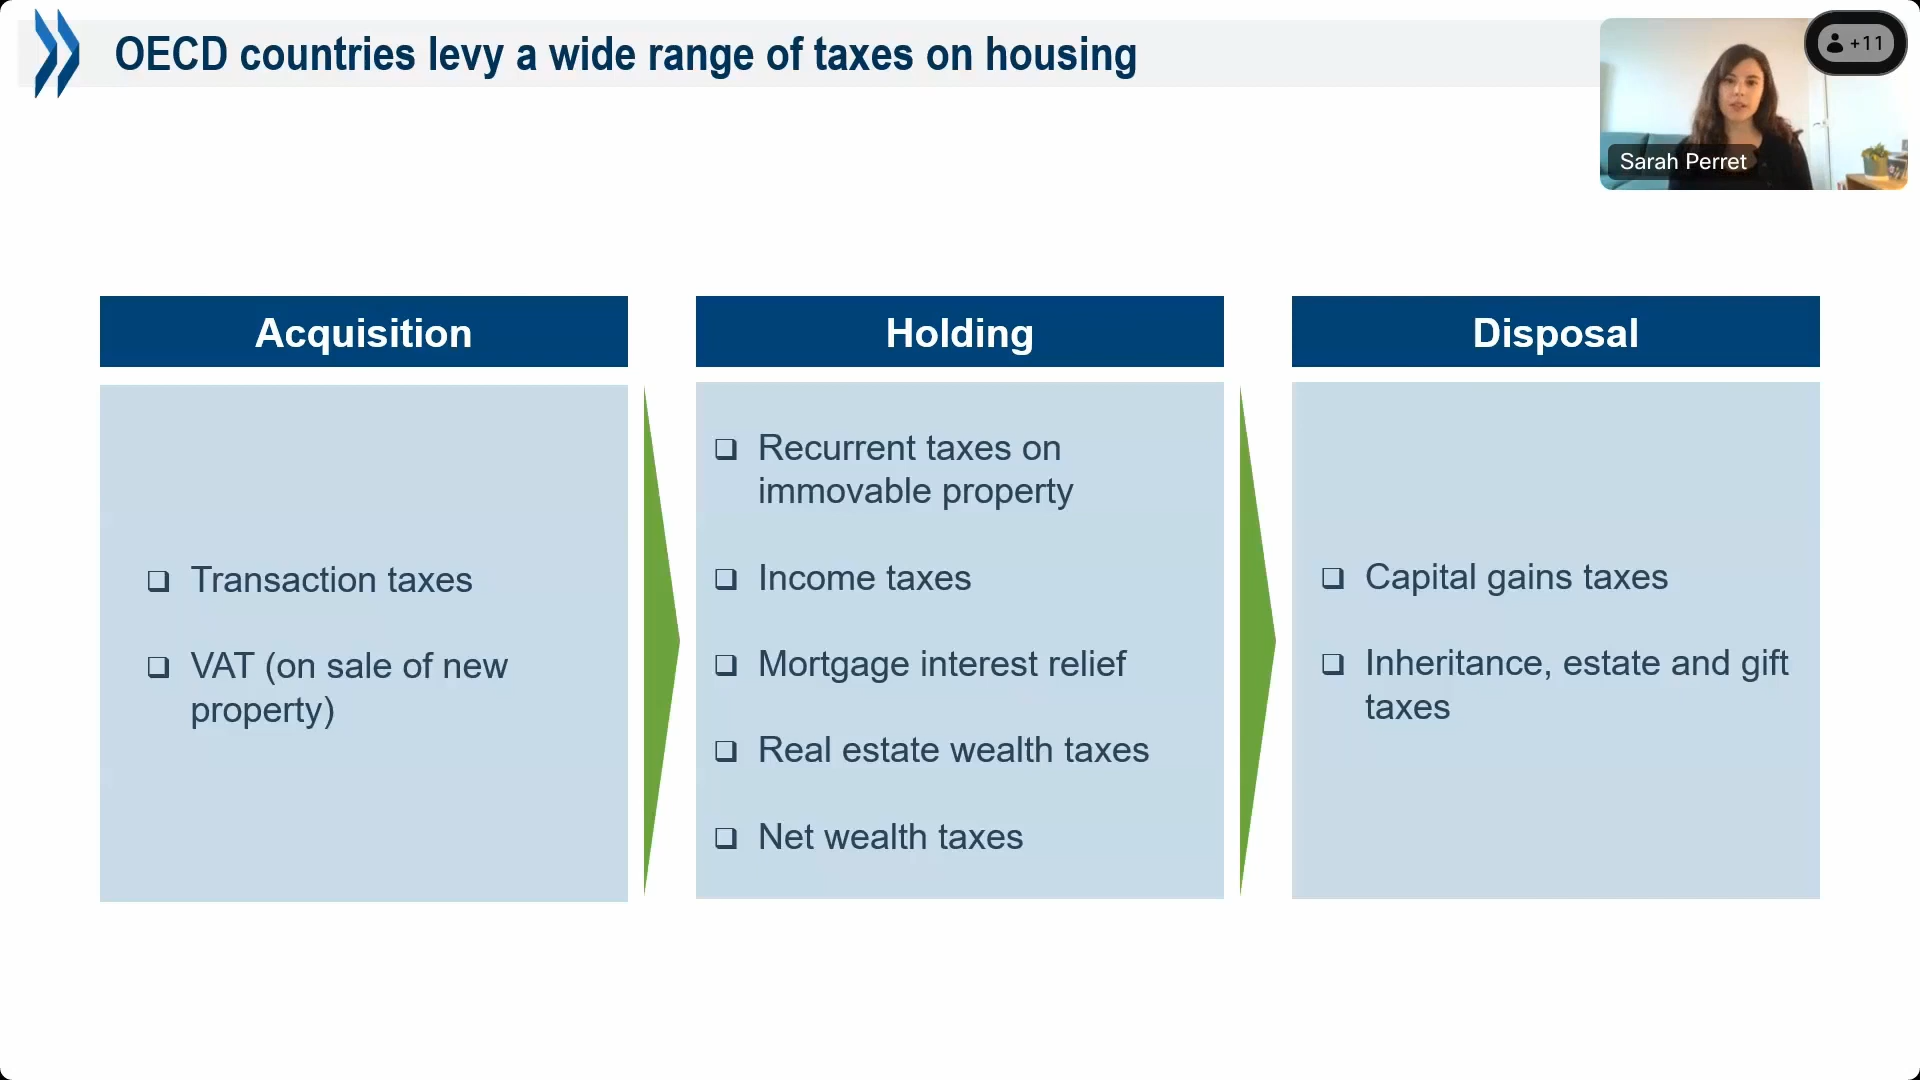 OECD countries levy a wide range of taxes on housing
+11
Sarah Perret
Acquisition
Transaction taxes
VAT (on sale of new
property)
Holding
Recurrent taxes on
immovable property
Income taxes
Mortgage interest relief
Real estate wealth taxes
Net wealth taxes
Disposal
Capital gains taxes
Inheritance, estate and gift
taxes